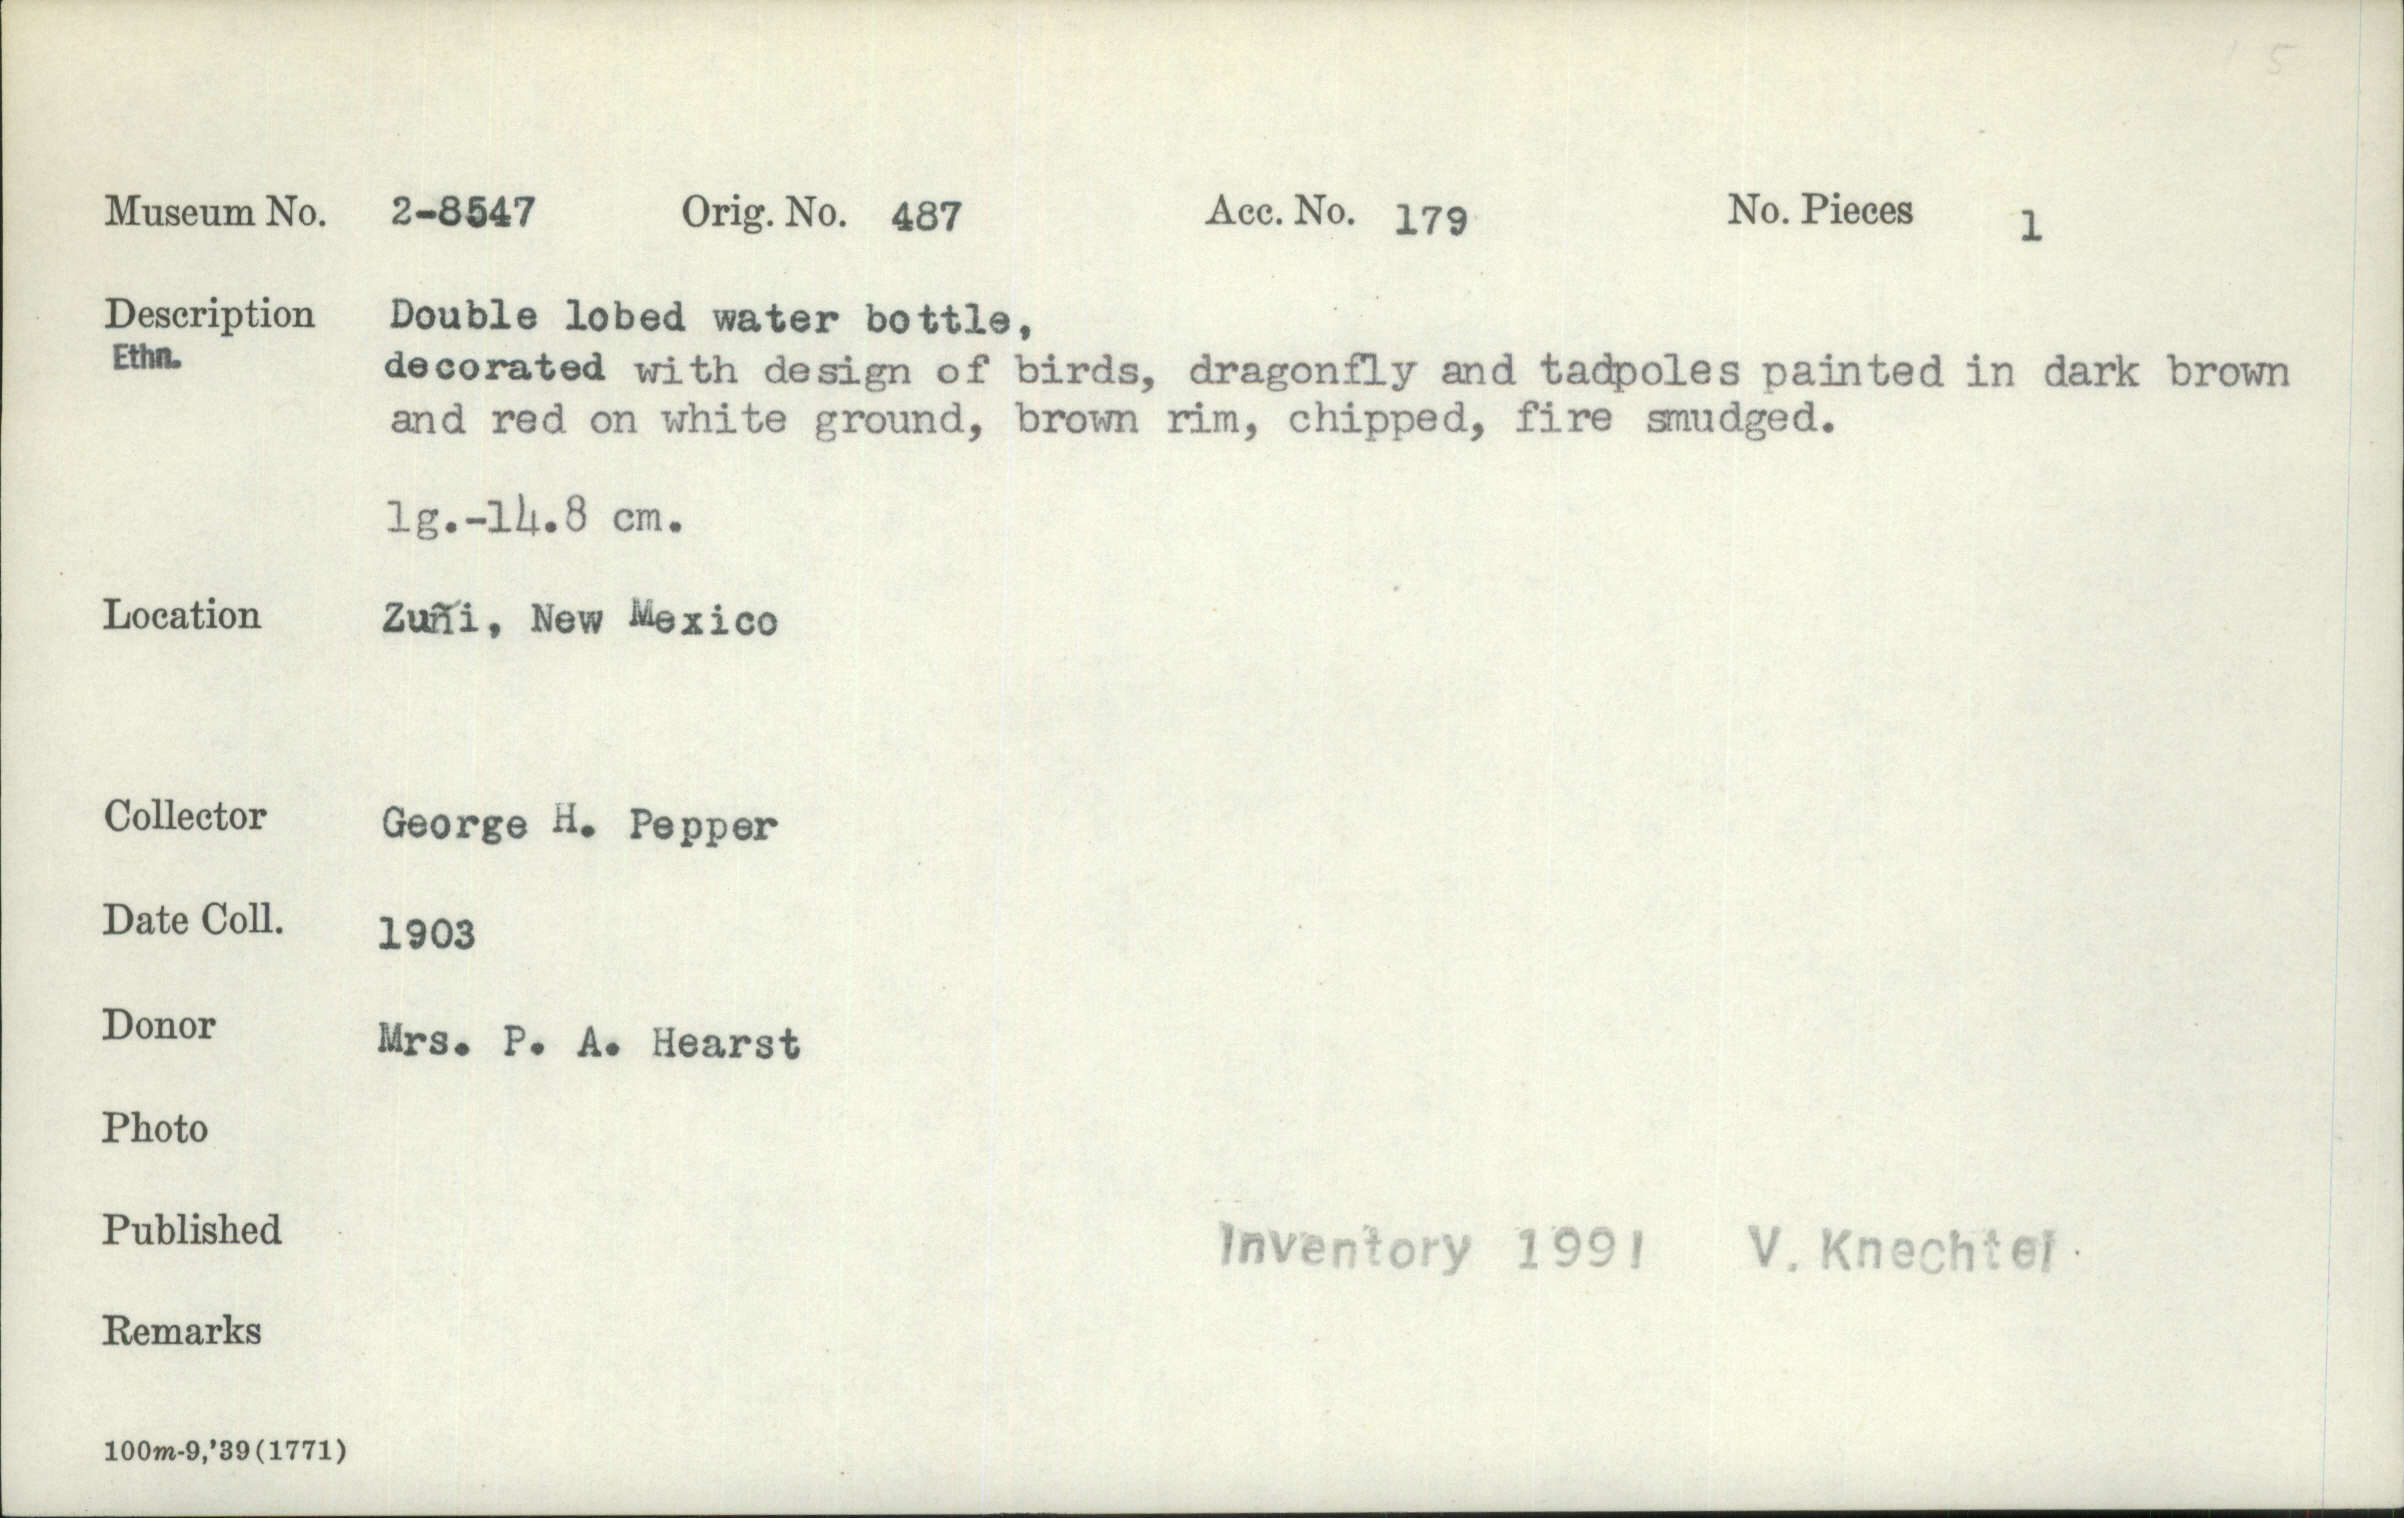 5
Museum No. 2-8547 Orig. No. 487 Acc. No. 179 No. Pieces 1
Description Double lobed water bottle,
Ethn. decorated with design of birds, dragonfly and tadpoles painted in dark brown
and red on white ground, brown rim, chipped, fire smudged.
lg.-14.8 cm.
Location Zuñi, New Mexico
Collector George H. Pepper
Date Coll. 1903
Donor Mrs. P. A. Hearst
Photo
Published Inventory 1991 V. Knechtel
Remarks
100m-9,'39(1771)